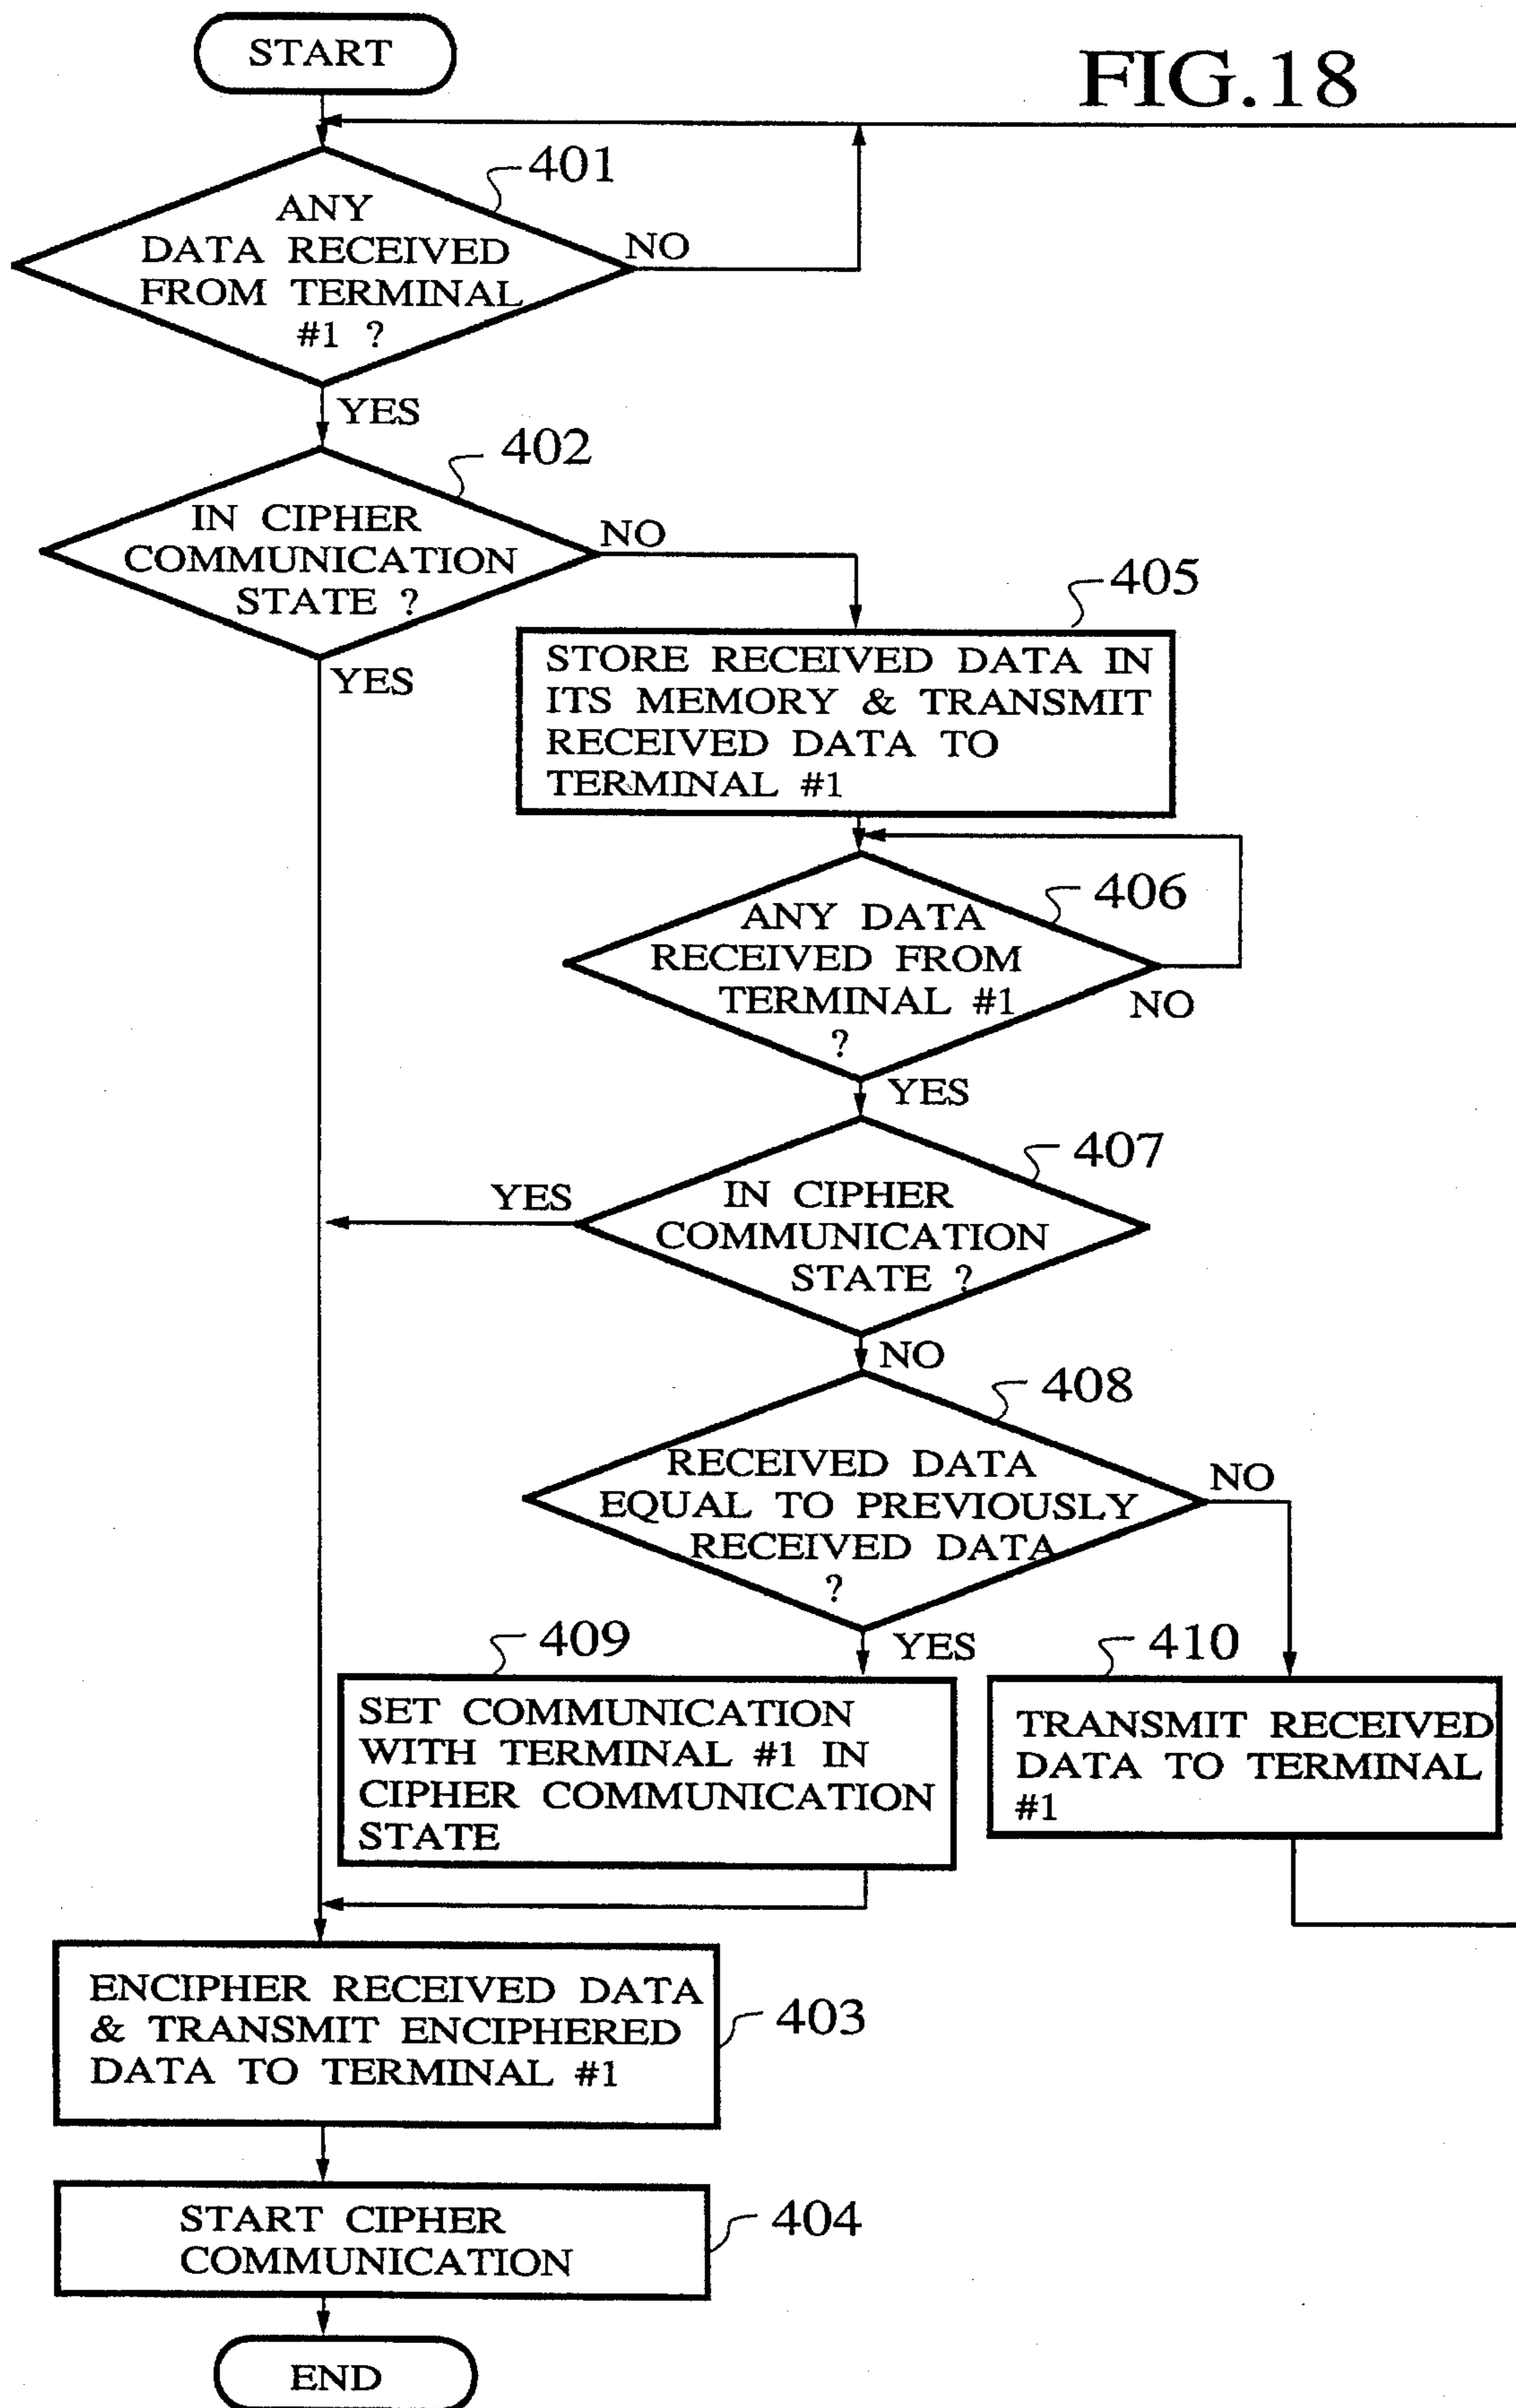 START
FIG.18
401
ANY
DATA RECEIVED
FROM TERMINAL
#1 ?
NO
YES
402
IN CIPHER
COMMUNICATION
STATE ?
NO
YES
405
STORE RECEIVED DATA IN
ITS MEMORY & TRANSMIT
RECEIVED DATA TO
TERMINAL #1
406
ANY DATA
RECEIVED FROM
TERMINAL #1
?
NO
YES
407
IN CIPHER
COMMUNICATION
STATE ?
YES
NO
408
RECEIVED DATA
EQUAL TO PREVIOUSLY
RECEIVED DATA
?
NO
YES
409
SET COMMUNICATION
WITH TERMINAL #1 IN
CIPHER COMMUNICATION
STATE
410
TRANSMIT RECEIVED
DATA TO TERMINAL
#1
ENCIPHER RECEIVED DATA
& TRANSMIT ENCIPHERED
DATA TO TERMINAL #1
403
START CIPHER
COMMUNICATION
404
END